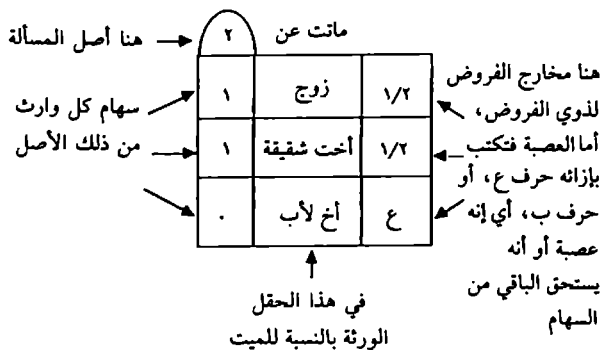 ماتت عن
هنا أصل المسألة
٢
هنا مخارج الفروض
لذوي الفروض،
أما العصبة فتكتب
بإزائه حرف ع، أو
حرف ب، أي إنه
عصبة أو أنه
يستحق الباقي من
السهام
١/٢ زوج ١
١/٢ أخت شقيقة ١
ع أخ لأب ٠
سهام كل وارث
من ذلك الأصل
في هذا الحقل
الورثة بالنسبة للميت